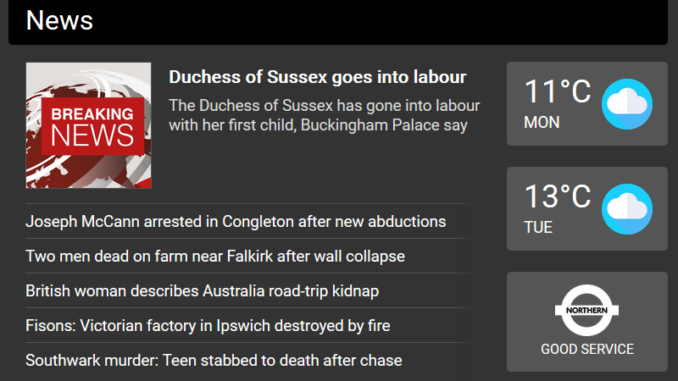 News
BREAKING
NEWS
Duchess of Sussex goes into labour
The Duchess of Sussex has gone into labour
with her first child, Buckingham Palace say
Joseph McCann arrested in Congleton after new abductions
Two men dead on farm near Falkirk after wall collapse
British woman describes Australia road-trip kidnap
Fisons: Victorian factory in Ipswich destroyed by fire
Southwark murder: Teen stabbed to death after chase
11°C
MON
13°C
TUE
NORTHERN
GOOD SERVICE